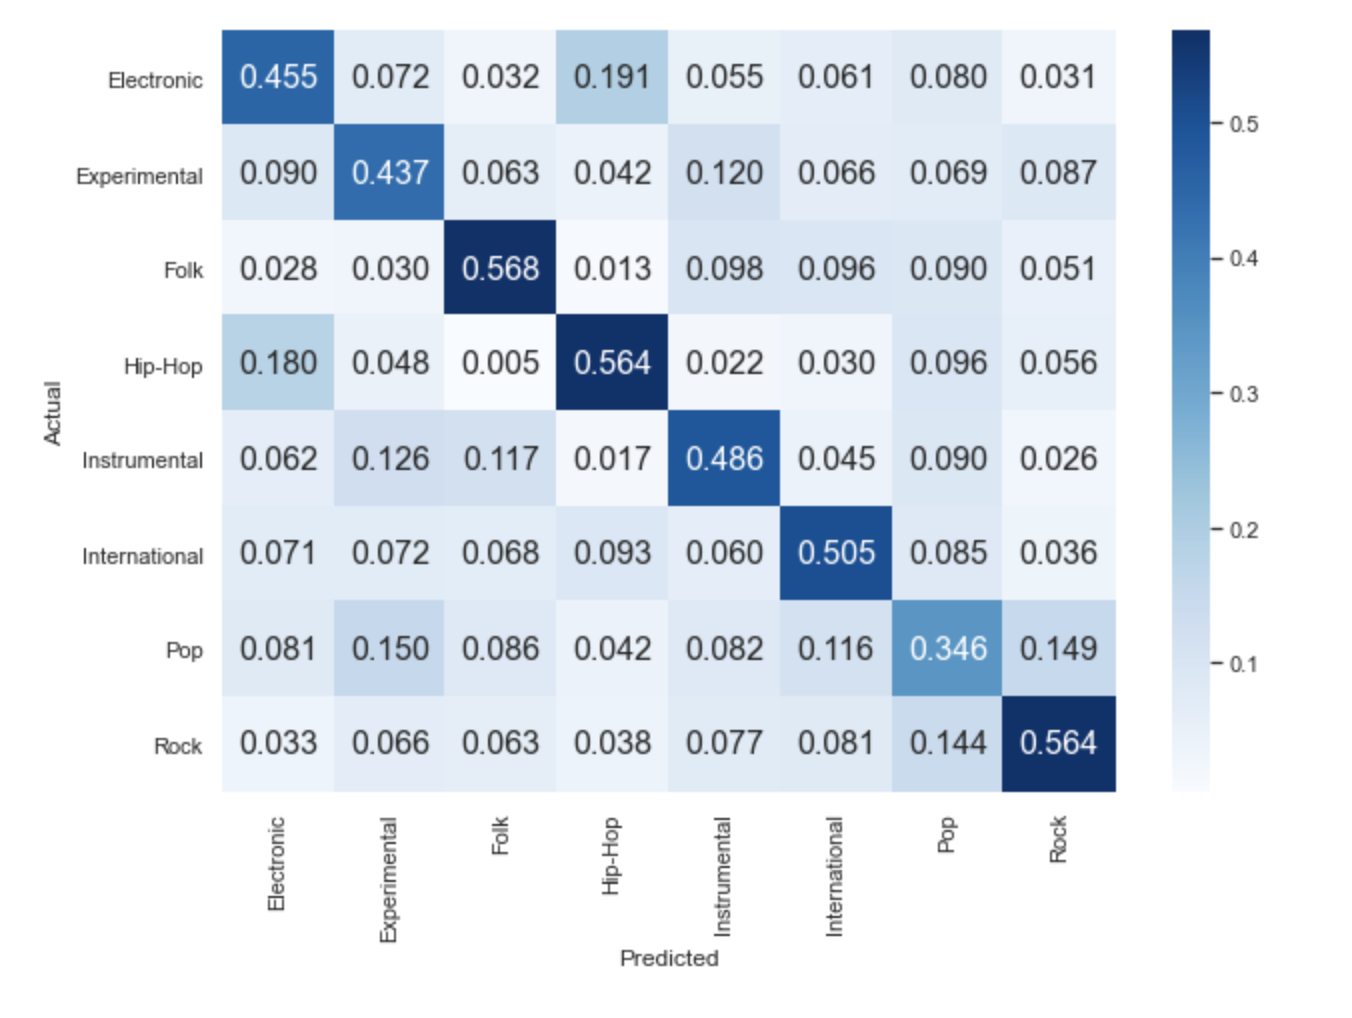 Electronic 0.455 0.072 0.032 0.191 0.055 0.061 0.080 0.031
Experimental 0.090 0.437 0.063 0.042 0.120 0.066 0.069 0.087
Folk 0.028 0.030 0.568 0.013 0.098 0.096 0.090 0.051
Hip-Hop 0.180 0.048 0.005 0.564 0.022 0.030 0.096 0.056
Instrumental 0.062 0.126 0.117 0.017 0.486 0.045 0.090 0.026
International 0.071 0.072 0.068 0.093 0.060 0.505 0.085 0.036
Pop 0.081 0.150 0.086 0.042 0.082 0.116 0.346 0.149
Rock 0.033 0.066 0.063 0.038 0.077 0.081 0.144 0.564
Actual
Electronic Experimental Folk Hip-Hop Instrumental International Pop Rock
Predicted
0.5
0.4
0.3
0.2
0.1